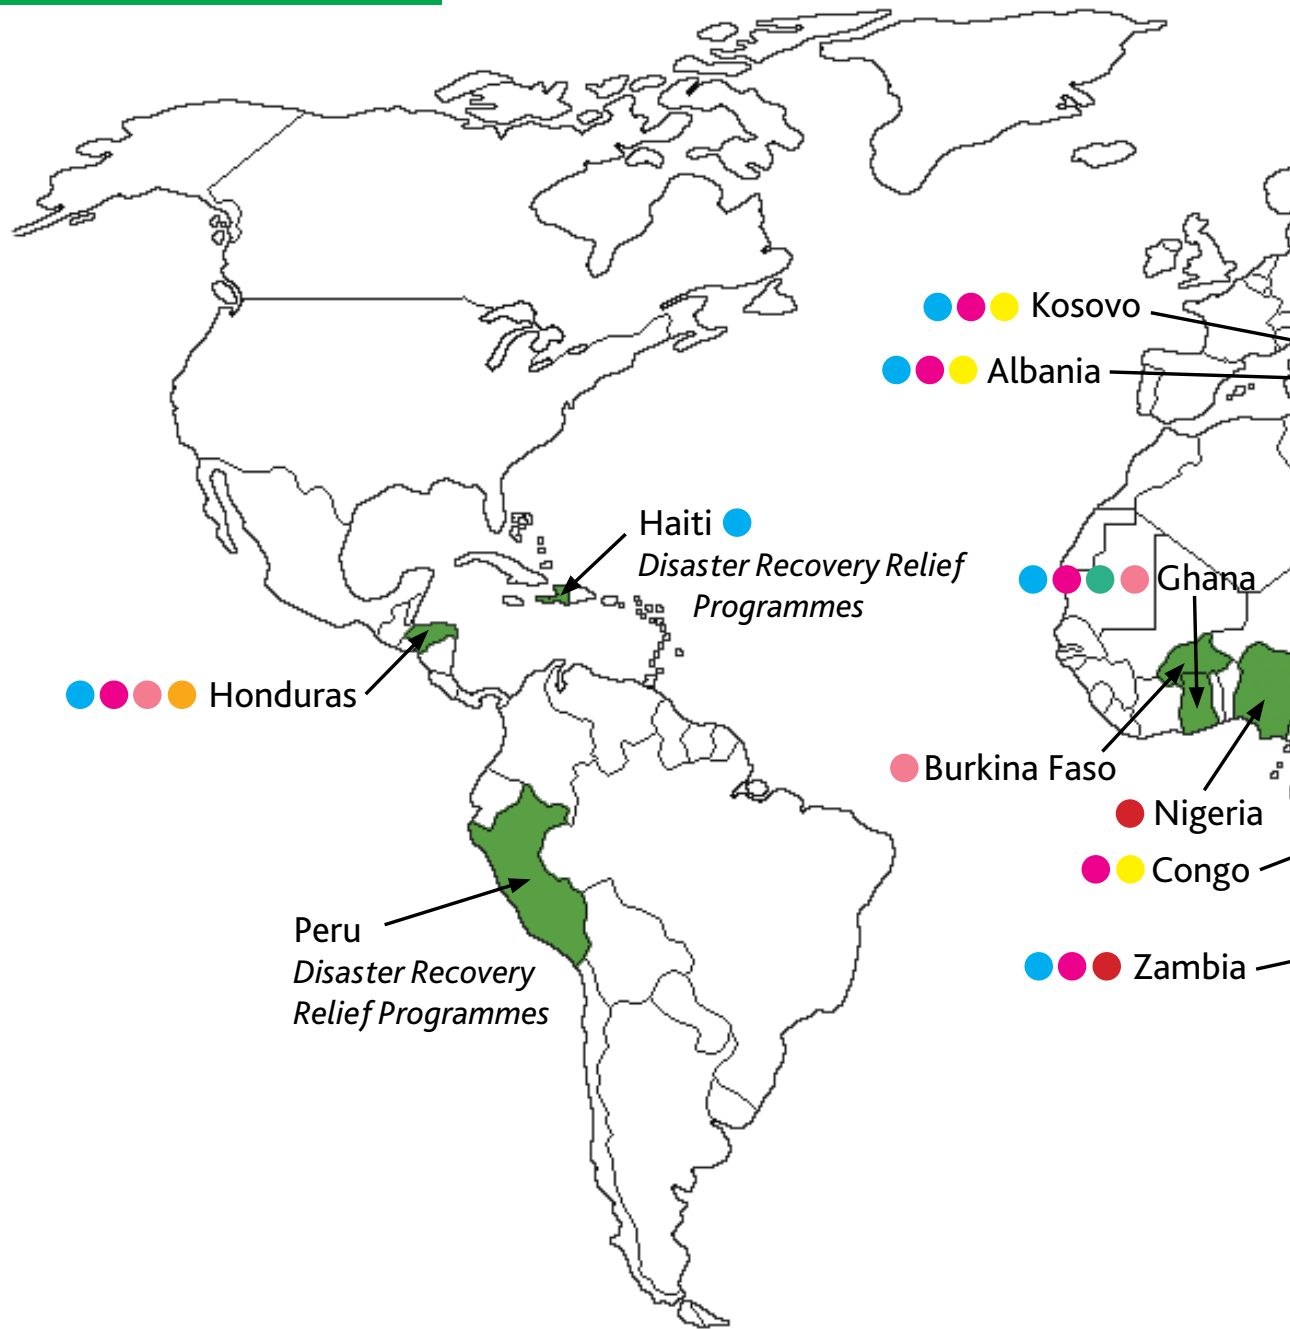 Kosovo
Albania
Haiti
Disaster Recovery Relief
Programmes
Ghana
Honduras
Burkina Faso
Nigeria
Congo
Peru
Disaster Recovery
Relief Programmes
Zambia